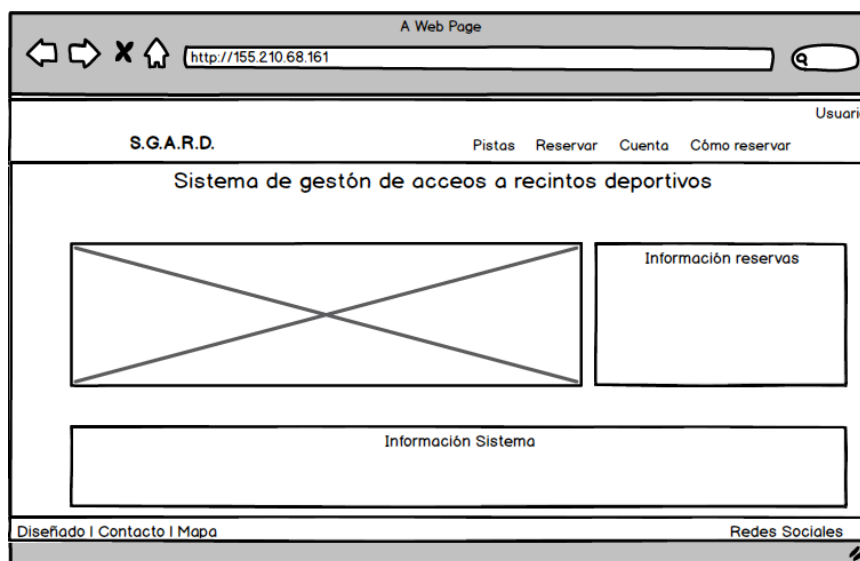 A Web Page
http://155.210.68.161
Usuari
S.G.A.R.D. Pistas Reservar Cuenta Cómo reservar
Sistema de gestón de acceos a recintos deportivos
Información reservas
Información Sistema
Diseñado | Contacto | Mapa Redes Sociales